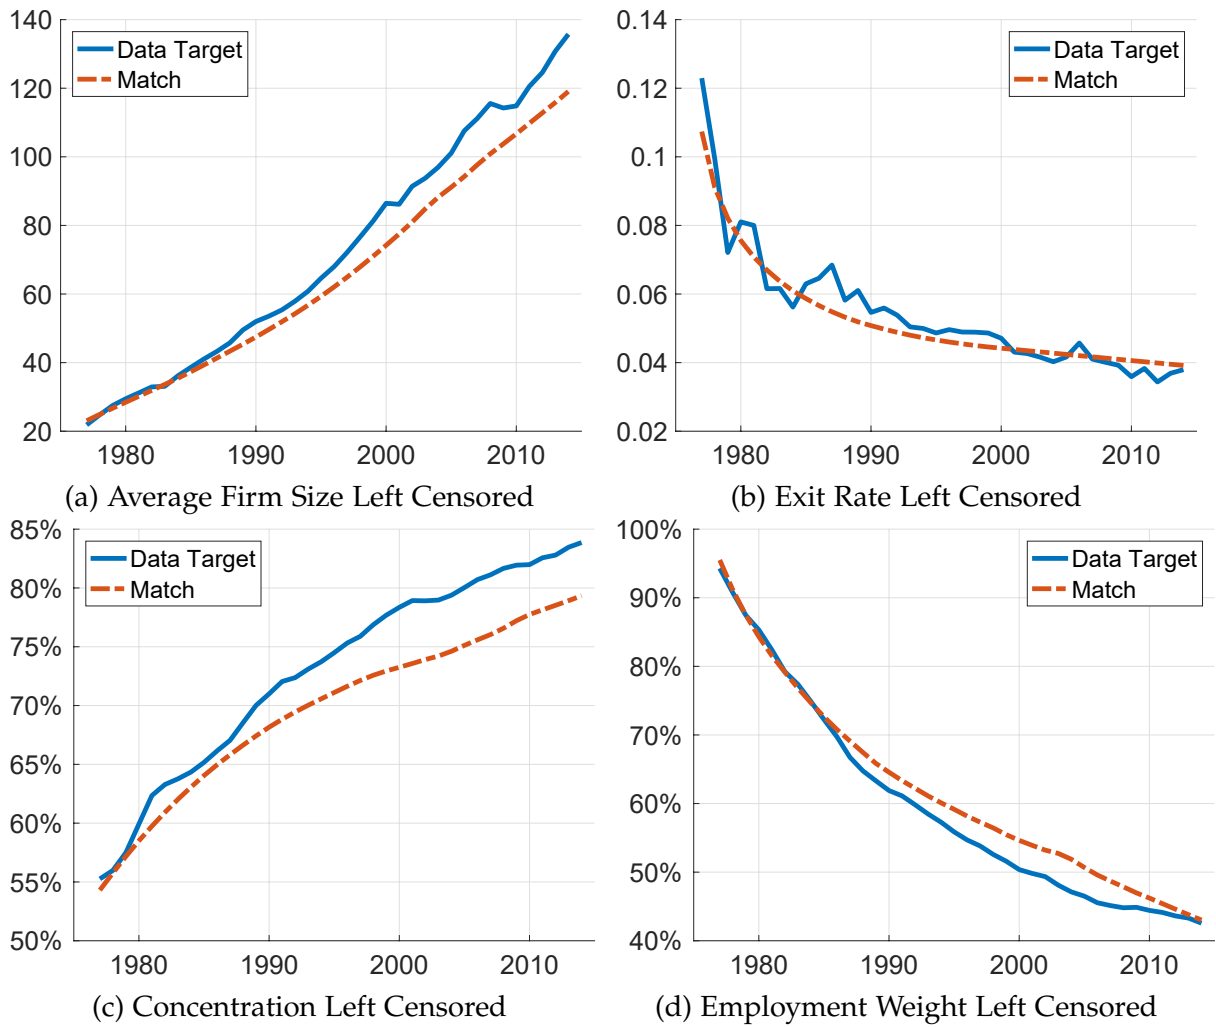 140
120
100
80
60
40
20
Data Target
Match
1980 1990 2000 2010
(a) Average Firm Size Left Censored
0.14
0.12
0.1
0.08
0.06
0.04
0.02
Data Target
Match
1980 1990 2000 2010
(b) Exit Rate Left Censored
85%
80%
75%
70%
65%
60%
55%
50%
Data Target
Match
1980 1990 2000 2010
(c) Concentration Left Censored
100%
90%
80%
70%
60%
50%
40%
Data Target
Match
1980 1990 2000 2010
(d) Employment Weight Left Censored